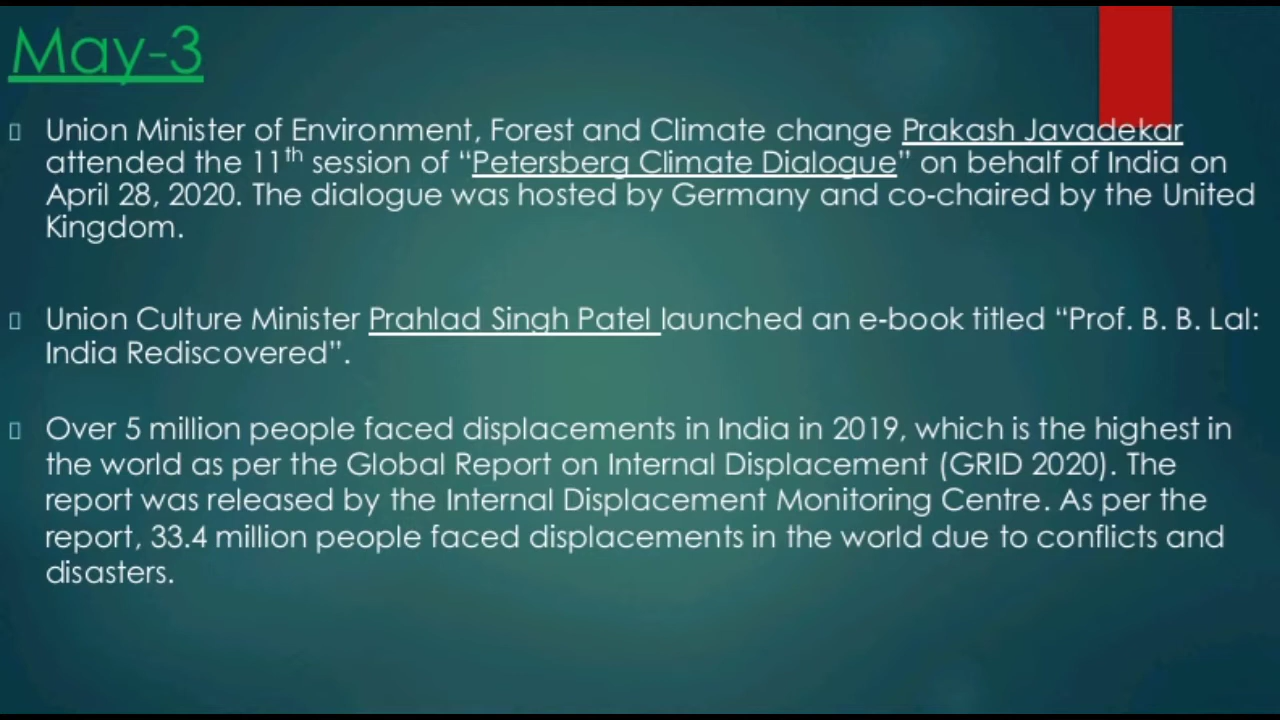 May-3
Union Minister of Environment, Forest and Climate change Prakash Javadekar
attended the 11th session of “Petersberg Climate Dialogue” on behalf of India on
April 28, 2020. The dialogue was hosted by Germany and co-chaired by the United
Kingdom.
Union Culture Minister Prahlad Singh Patel launched an e-book titled “Prof. B. B. Lal:
India Rediscovered”.
Over 5 million people faced displacements in India in 2019, which is the highest in
the world as per the Global Report on Internal Displacement (GRID 2020). The
report was released by the Internal Displacement Monitoring Centre. As per the
report, 33.4 million people faced displacements in the world due to conflicts and
disasters.